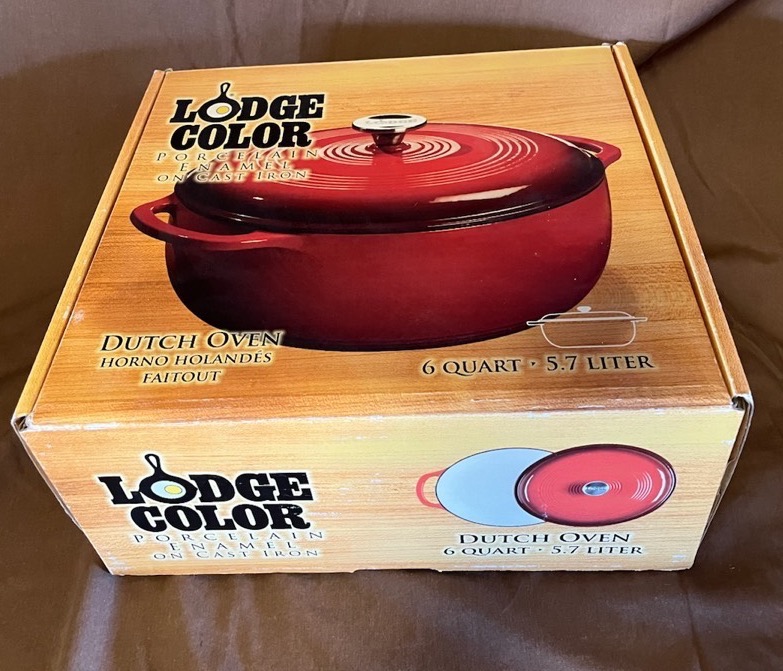 LODGE
COLOR
PORCELAIN
ENAMEL
ON CAST IRON
DUTCH OVEN
HORNO HOLANDÉS
FAITOUT
6 QUART · 5.7 LITER
LODGE
COLOR
PORCELAIN
ENAMEL
ON CAST IRON
DUTCH OVEN
6 QUART · 5.7 LITER